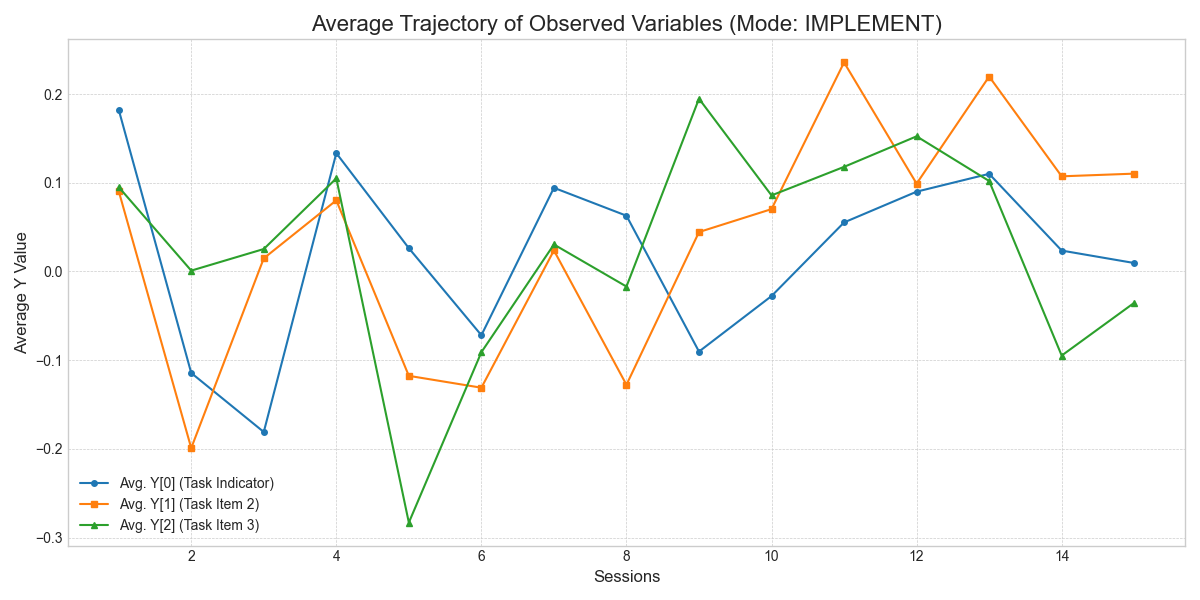 Average Trajectory of Observed Variables (Mode: IMPLEMENT)
Average Y Value
0.2
0.1
0.0
−0.1
−0.2
−0.3
Avg. Y[0] (Task Indicator)
Avg. Y[1] (Task Item 2)
Avg. Y[2] (Task Item 3)
2 4 6 8 10 12 14
Sessions